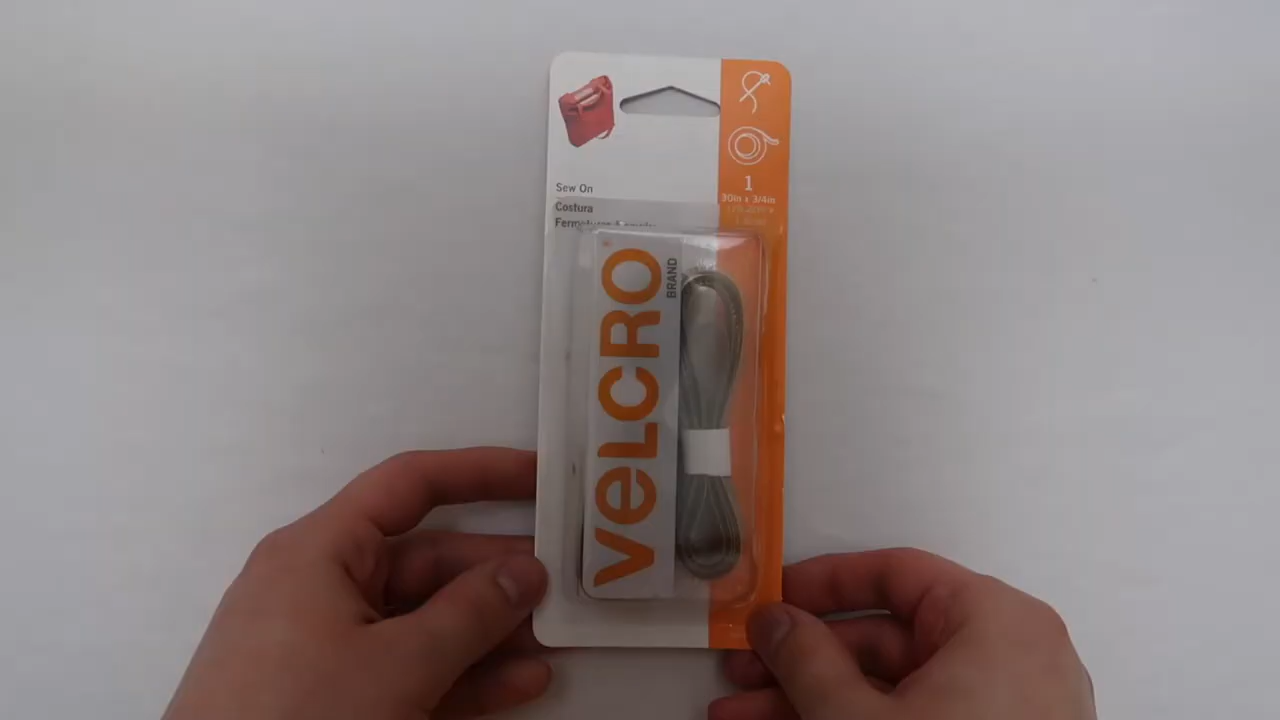 1
30in x 3/4in
Sew On
Costura
VELCRO
BRAND